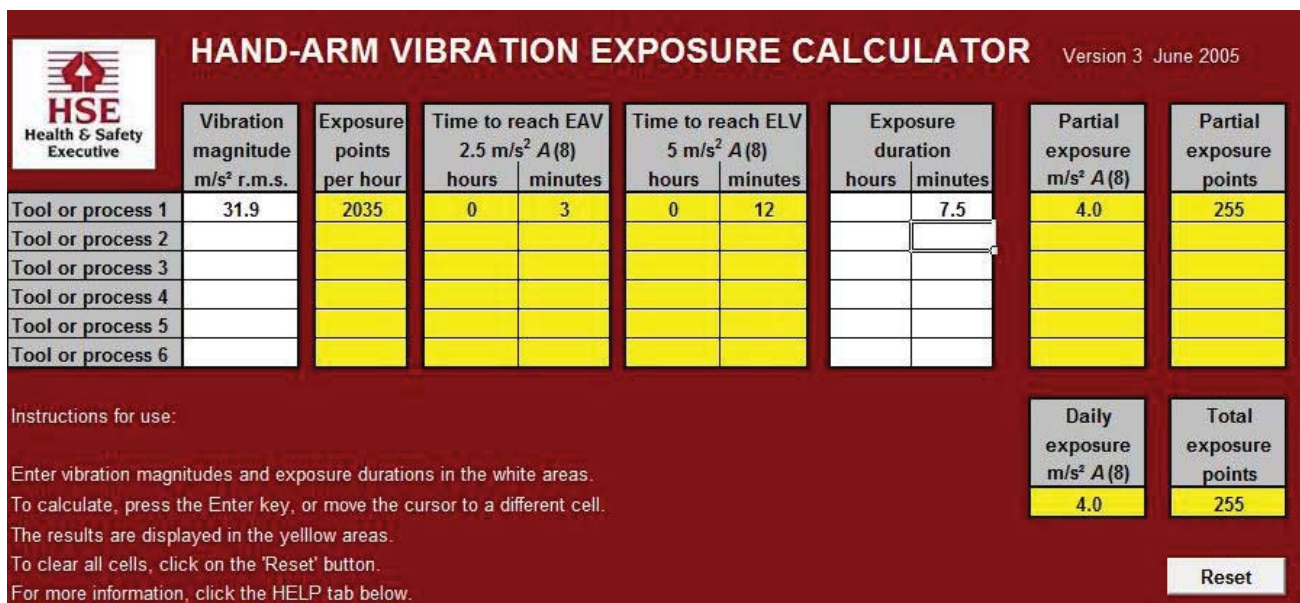 HAND-ARM VIBRATION EXPOSURE CALCULATOR Version 3 June 2005
HSE
Health & Safety
Executive
Vibration magnitude m/s² r.m.s.
Exposure points per hour
Time to reach EAV 2.5 m/s² A(8) hours minutes
Time to reach ELV 5 m/s² A(8) hours minutes
Exposure duration hours minutes
Partial exposure m/s² A(8)
Partial exposure points
Tool or process 1 31.9 2035 0 3 0 12 7.5 4.0 255
Tool or process 2
Tool or process 3
Tool or process 4
Tool or process 5
Tool or process 6
Instructions for use:
Enter vibration magnitudes and exposure durations in the white areas.
To calculate, press the Enter key, or move the cursor to a different cell.
The results are displayed in the yelllow areas.
To clear all cells, click on the 'Reset' button.
For more information, click the HELP tab below.
Daily exposure m/s² A(8)
4.0
Total exposure points
255
Reset